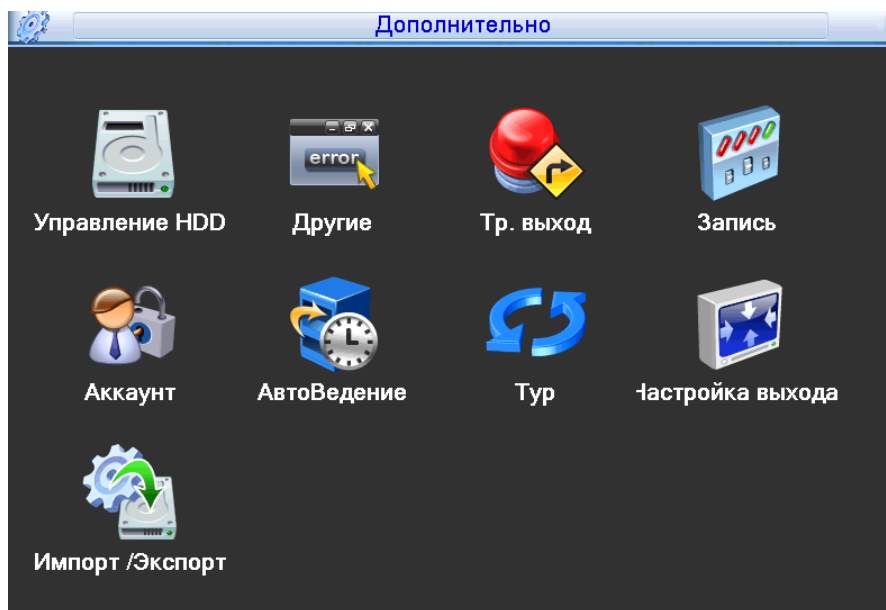 Дополнительно
error
Управление HDD
Другие
Тр. выход
Запись
Аккаунт
АвтоВедение
Тур
Настройка выхода
Импорт /Экспорт